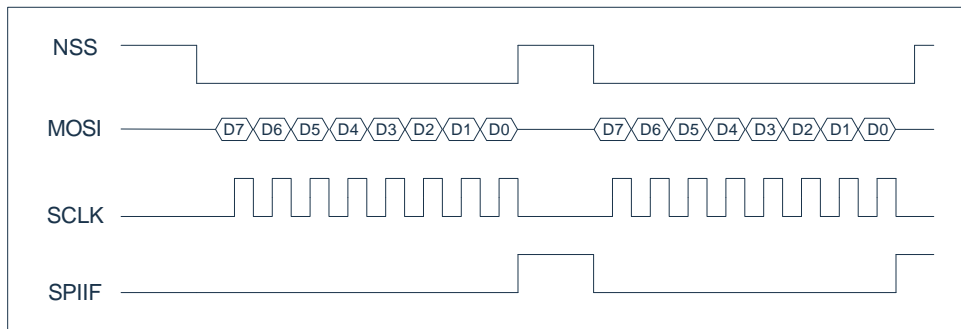 NSS
MOSI D7 D6 D5 D4 D3 D2 D1 D0 D7 D6 D5 D4 D3 D2 D1 D0
SCLK
SPIIF